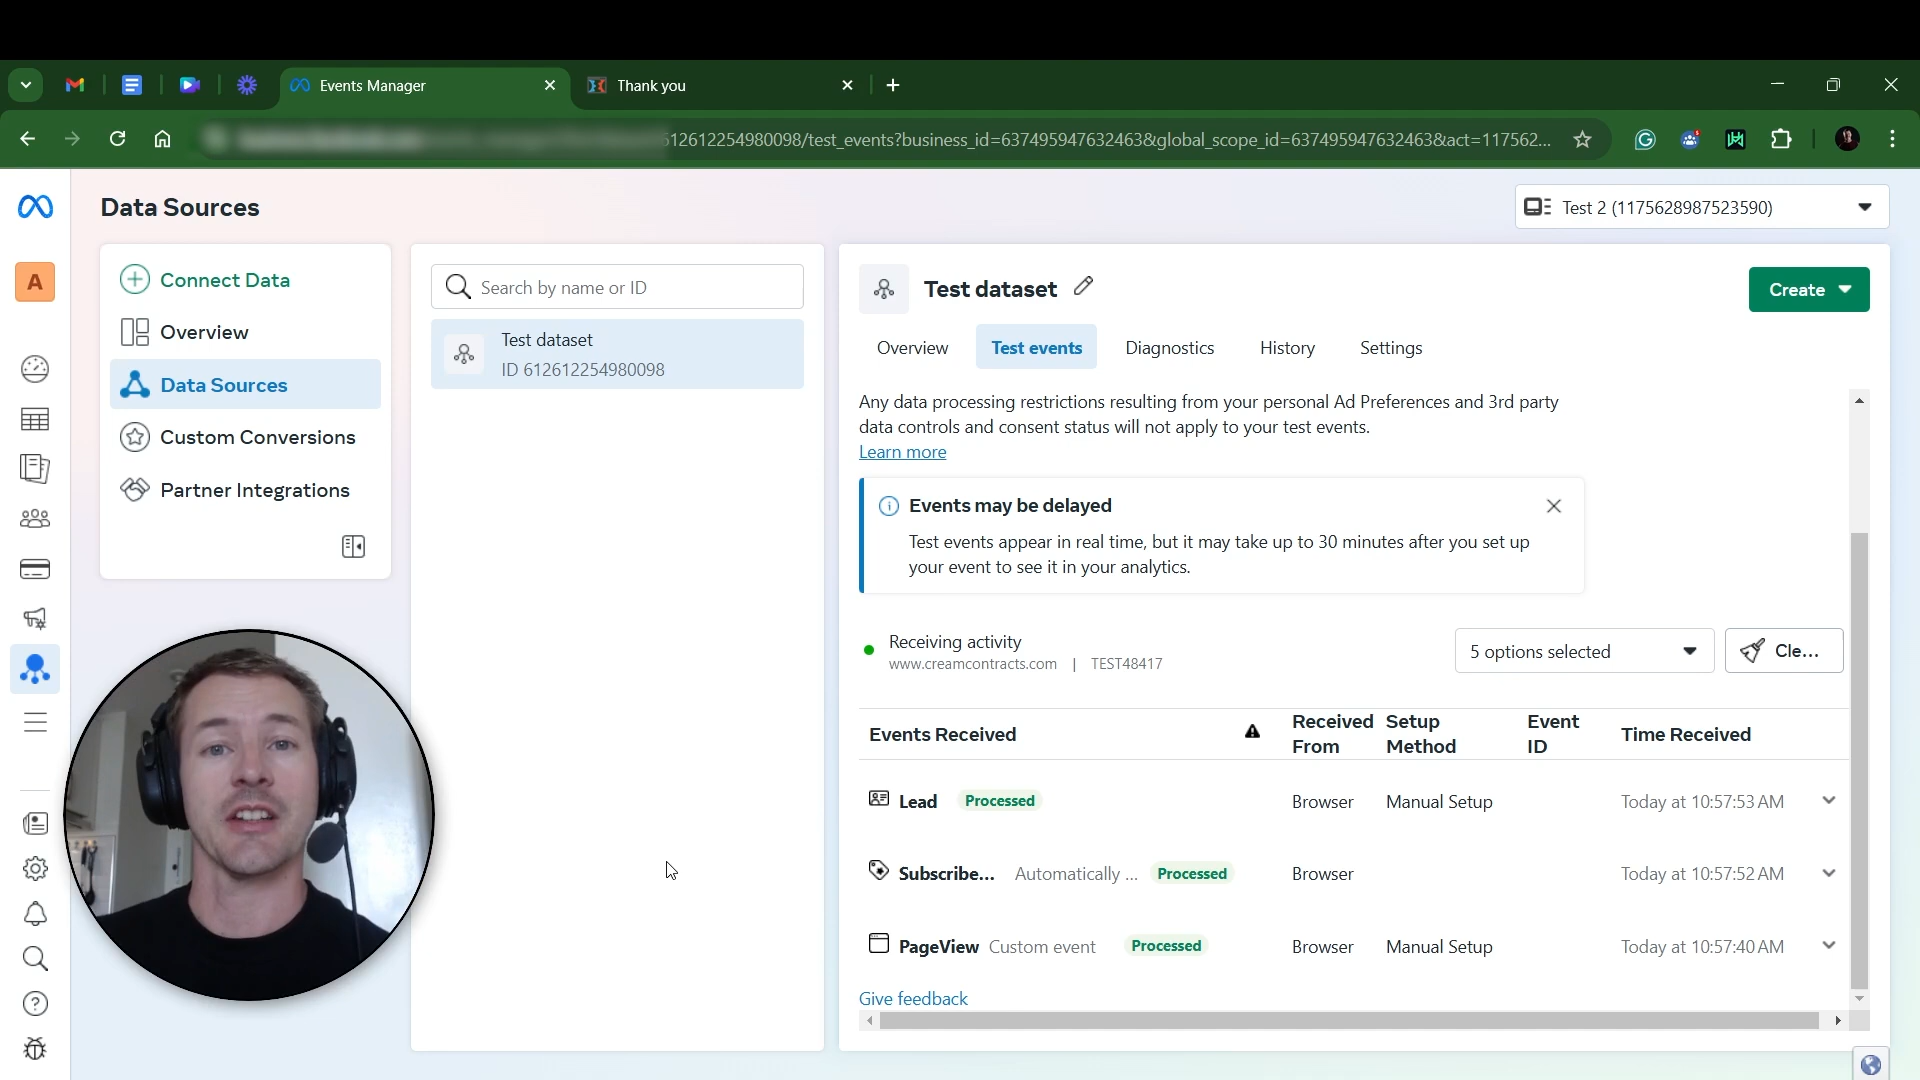 Events Manager
Thank you
512612254980098/test_events?business_id=637495947632463&global_scope_id=637495947632463&act=117562...
Data Sources
Test 2 (1175628987523590)
A
Connect Data
Overview
Data Sources
Custom Conversions
Partner Integrations
Search by name or ID
Test dataset
ID 612612254980098
Test dataset
Create
Overview
Test events
Diagnostics
History
Settings
Any data processing restrictions resulting from your personal Ad Preferences and 3rd party
data controls and consent status will not apply to your test events.
Learn more
Events may be delayed
Test events appear in real time, but it may take up to 30 minutes after you set up
your event to see it in your analytics.
Receiving activity
www.creamcontracts.com | TEST48417
5 options selected
Cle...
Events Received
Received From
Setup Method
Event ID
Time Received
Lead Processed Browser Manual Setup Today at 10:57:53 AM
Subscribe... Automatically ... Processed Browser Today at 10:57:52 AM
PageView Custom event Processed Browser Manual Setup Today at 10:57:40 AM
Give feedback